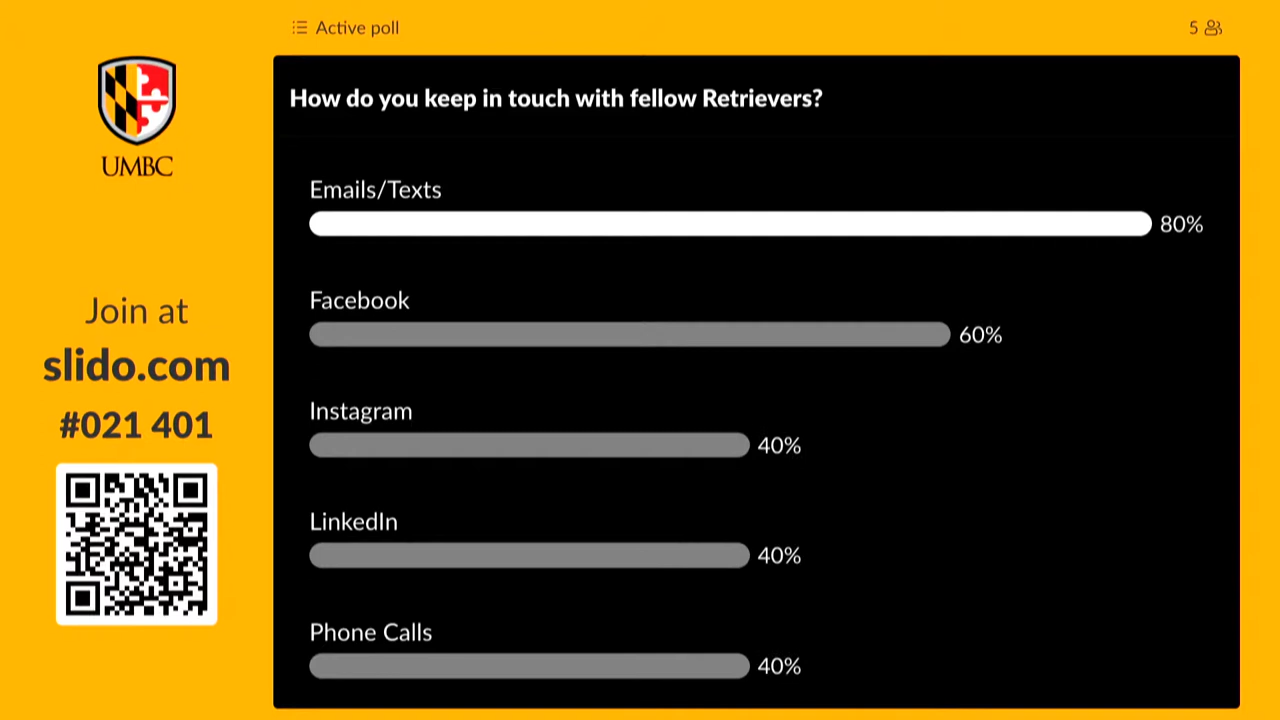 Active poll
5
UMBC
How do you keep in touch with fellow Retrievers?
Emails/Texts
80%
Facebook
60%
Instagram
40%
LinkedIn
40%
Phone Calls
40%
Join at
slido.com
#021 401